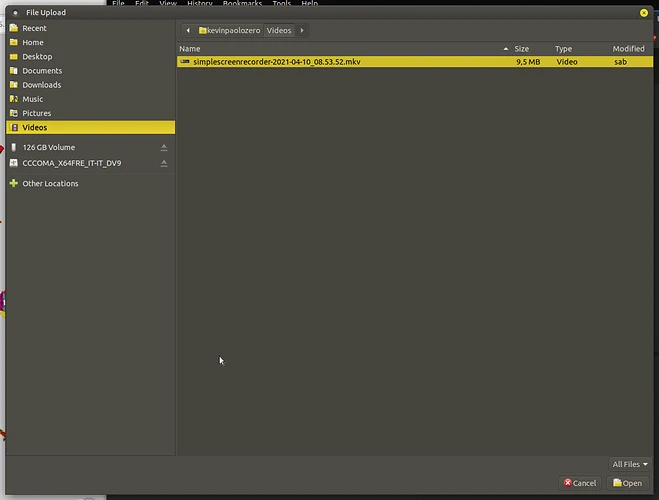 File Edit View History Bookmarks Tools Help
File Upload
Recent
Home
Desktop
Documents
Downloads
Music
Pictures
Videos
126 GB Volume
CCCOMA_X64FRE_IT-IT_DV9
Other Locations
kevinpaolozero Videos
Name Size Type Modified
simplescreenrecorder-2021-04-10_08.53.52.mkv 9,5 MB Video sab
All Files
Cancel Open